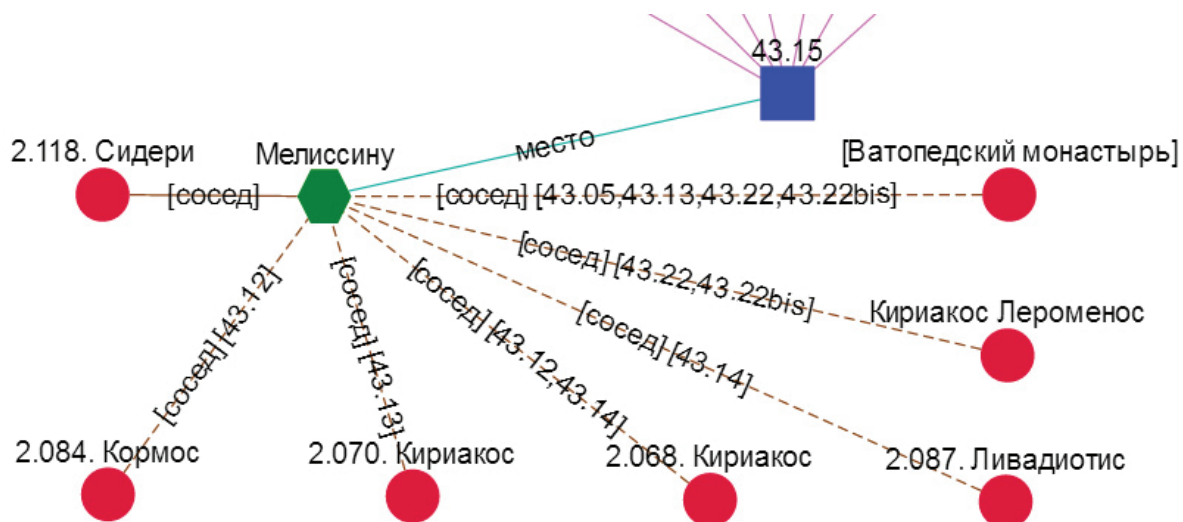 43.15
место
2.118. Сидери
Мелиссину
[Ватопедский монастырь]
[сосед]
[сосед] [43.05,43.13,43.22,43.22bis]
[сосед] [43.22,43.22bis]
Кириакос Лероменос
[сосед] [43.14]
[сосед] [43.12,43.14]
[сосед] [43.13]
[сосед] [43.12]
2.084. Кормос
2.070. Кириакос
2.068. Кириакос
2.087. Ливадиотис